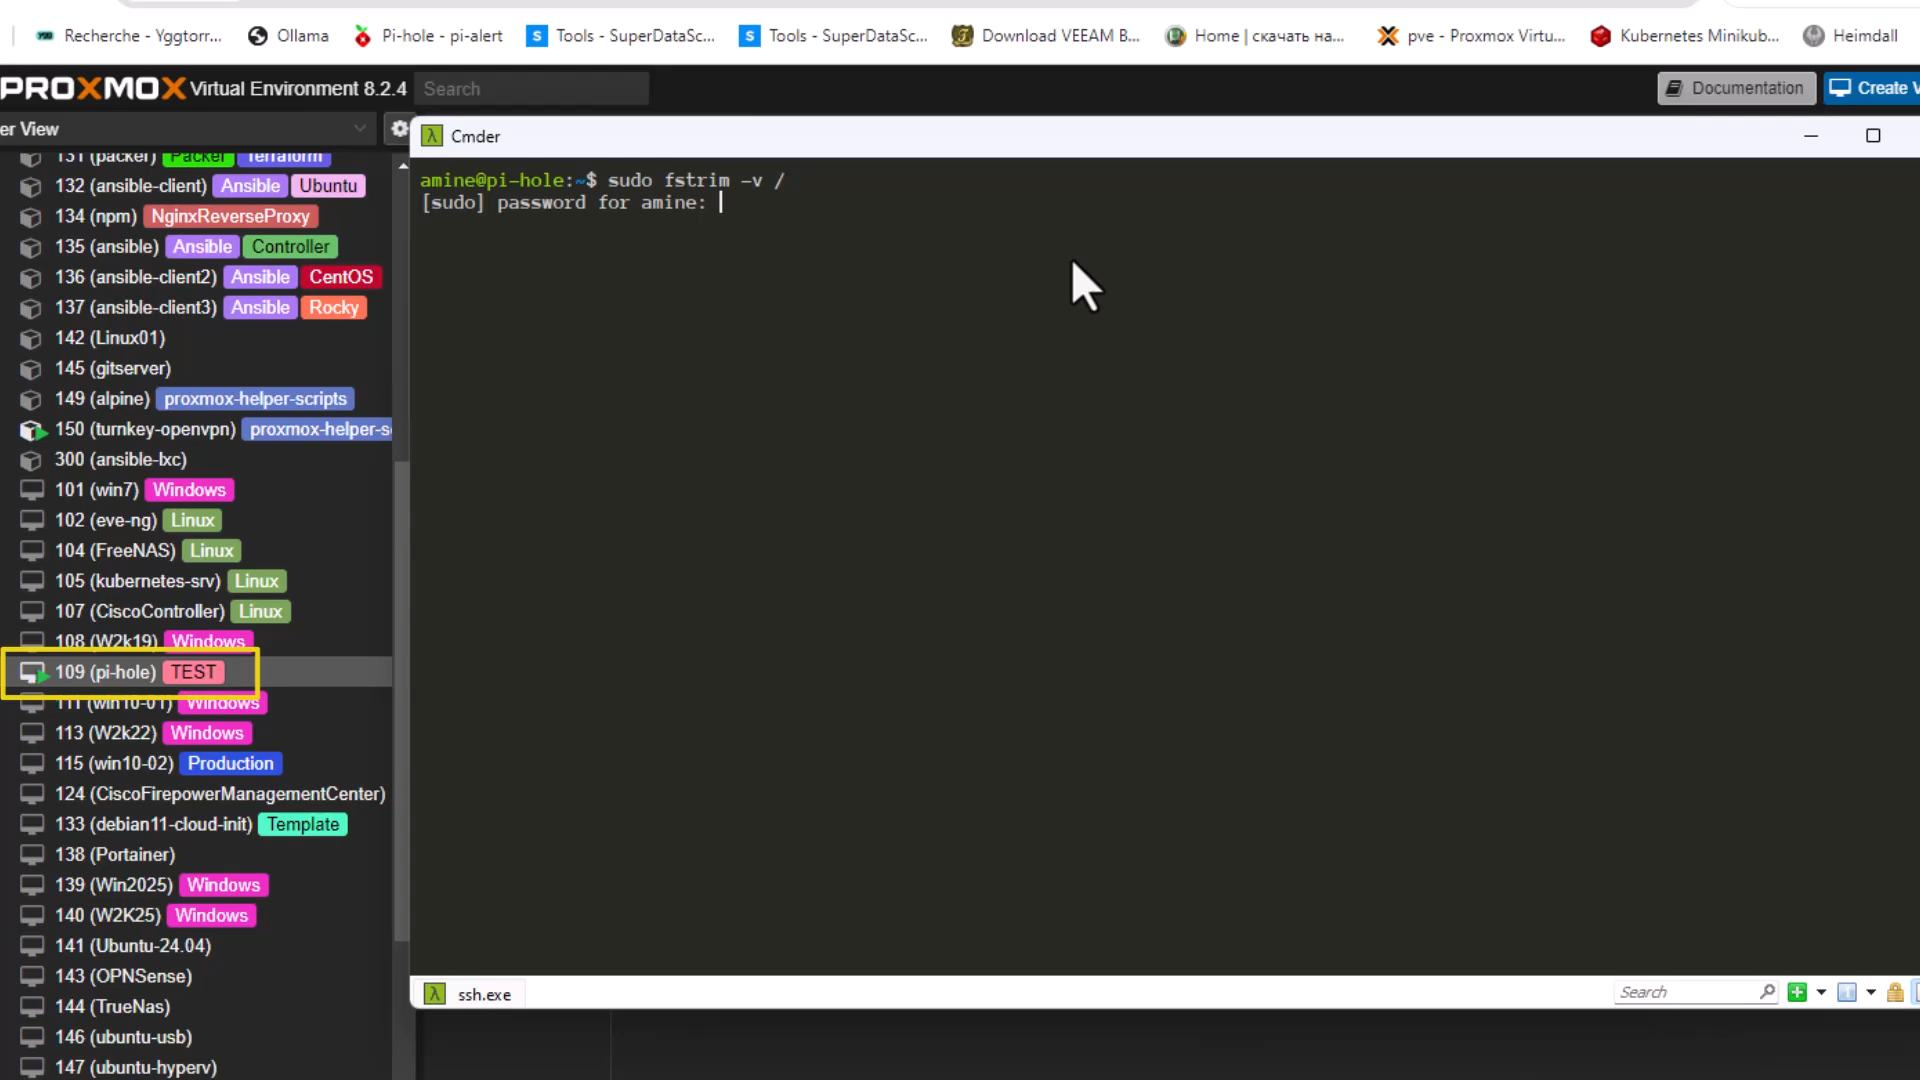 Recherche - Yggtorr...
Ollama
Pi-hole - pi-alert
S Tools - SuperDataSc...
S Tools - SuperDataSc...
Download VEEAM B...
Home | скачать на...
pve - Proxmox Virtu...
Kubernetes Minikub...
Heimdall
PROXMOX Virtual Environment 8.2.4
Search
Documentation
Create V
er View
λ Cmder
131 (packer) Packer Terraform
132 (ansible-client) Ansible Ubuntu
134 (npm) NginxReverseProxy
135 (ansible) Ansible Controller
136 (ansible-client2) Ansible CentOS
137 (ansible-client3) Ansible Rocky
142 (Linux01)
145 (gitserver)
149 (alpine) proxmox-helper-scripts
150 (turnkey-openvpn) proxmox-helper-s
300 (ansible-lxc)
101 (win7) Windows
102 (eve-ng) Linux
104 (FreeNAS) Linux
105 (kubernetes-srv) Linux
107 (CiscoController) Linux
108 (W2k19) Windows
109 (pi-hole) TEST
111 (win10-01) Windows
113 (W2k22) Windows
115 (win10-02) Production
124 (CiscoFirepowerManagementCenter)
133 (debian11-cloud-init) Template
138 (Portainer)
139 (Win2025) Windows
140 (W2K25) Windows
141 (Ubuntu-24.04)
143 (OPNSense)
144 (TrueNas)
146 (ubuntu-usb)
147 (ubuntu-hyperv)
amine@pi-hole:~$ sudo fstrim -v /
[sudo] password for amine:
λ ssh.exe
Search